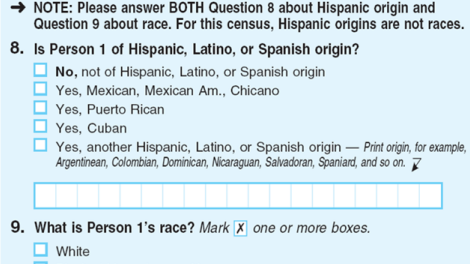 → NOTE: Please answer BOTH Question 8 about Hispanic origin and
Question 9 about race. For this census, Hispanic origins are not races.
8. Is Person 1 of Hispanic, Latino, or Spanish origin?
No, not of Hispanic, Latino, or Spanish origin
Yes, Mexican, Mexican Am., Chicano
Yes, Puerto Rican
Yes, Cuban
Yes, another Hispanic, Latino, or Spanish origin — Print origin, for example,
Argentinean, Colombian, Dominican, Nicaraguan, Salvadoran, Spaniard, and so on.
9. What is Person 1's race? Mark X one or more boxes.
White